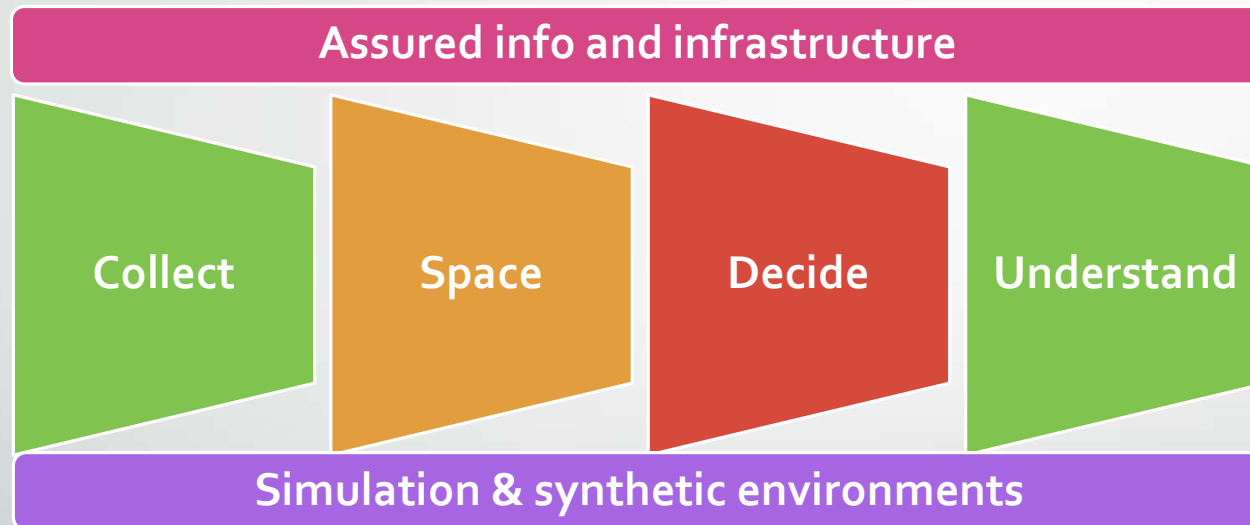 Assured info and infrastructure
Collect
Space
Decide
Understand
Simulation & synthetic environments